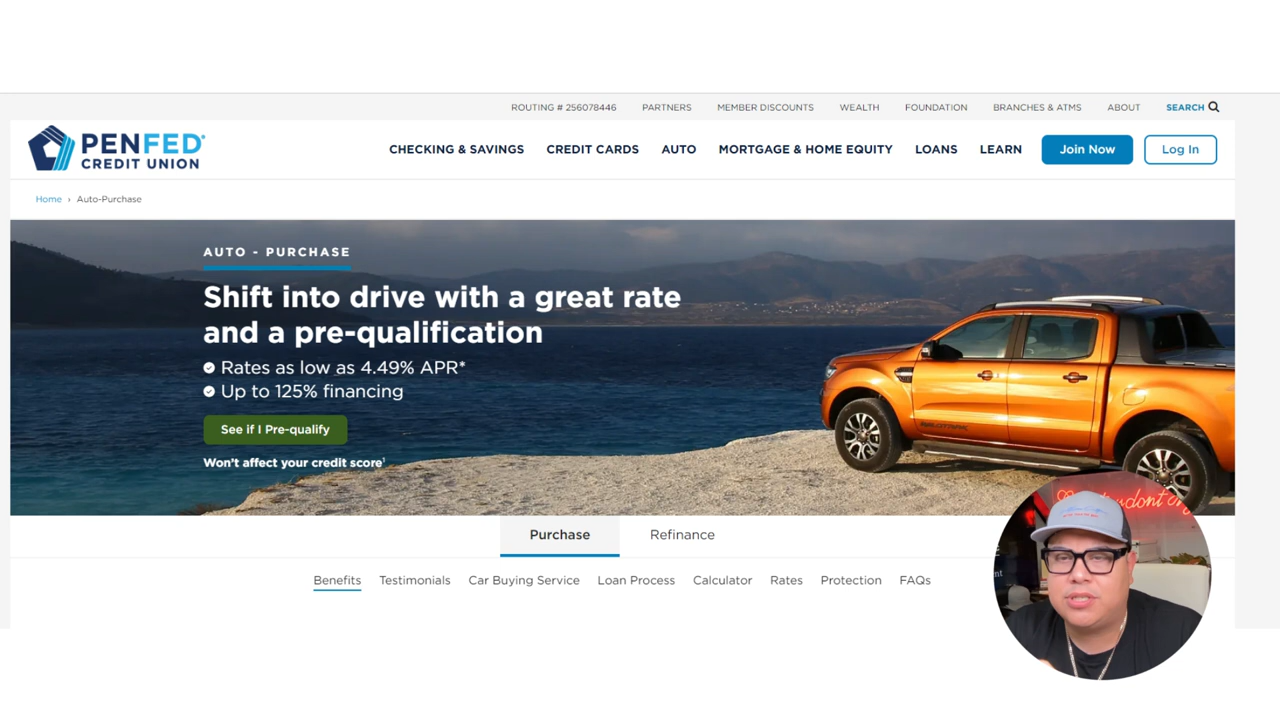 ROUTING # 256078446
PARTNERS
MEMBER DISCOUNTS
WEALTH
FOUNDATION
BRANCHES & ATMS
ABOUT
SEARCH
PENFED
CREDIT UNION
CHECKING & SAVINGS
CREDIT CARDS
AUTO
MORTGAGE & HOME EQUITY
LOANS
LEARN
Join Now
Log In
Home › Auto-Purchase
AUTO - PURCHASE
Shift into drive with a great rate
and a pre-qualification
Rates as low as 4.49% APR*
Up to 125% financing
See if I Pre-qualify
Won't affect your credit score¹
Purchase
Refinance
Benefits
Testimonials
Car Buying Service
Loan Process
Calculator
Rates
Protection
FAQs